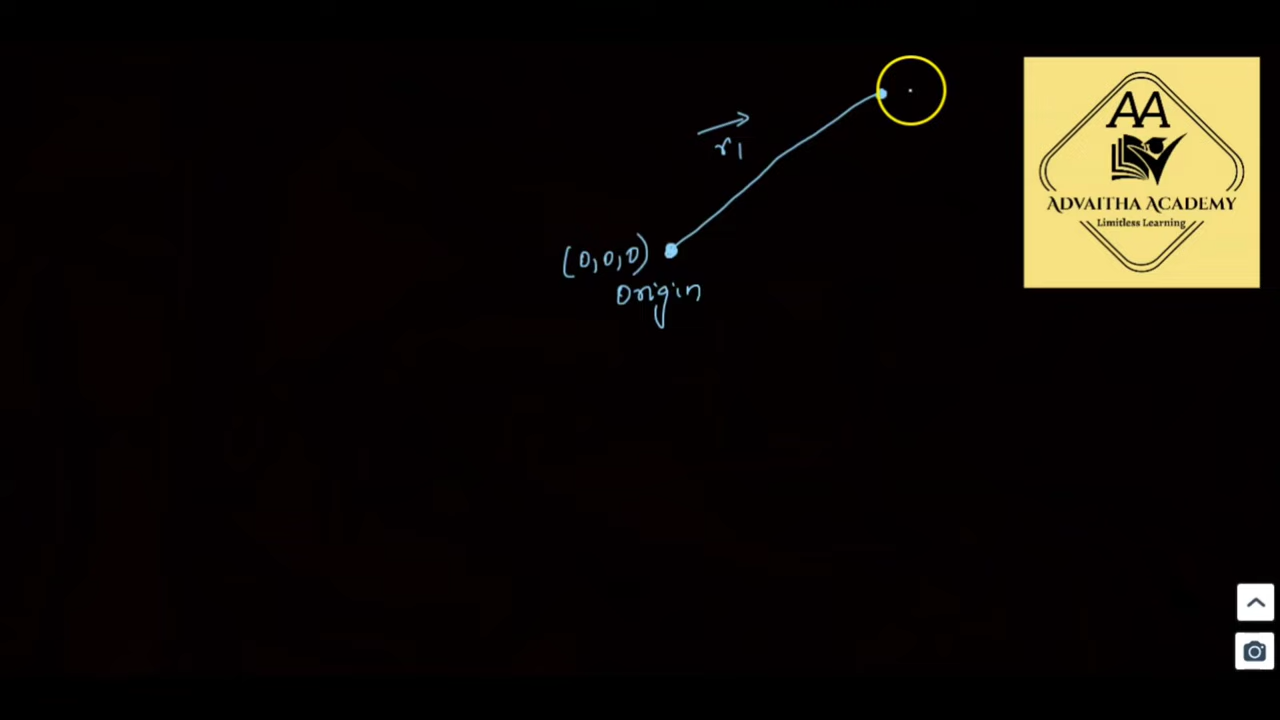 r1
(0,0,0)
Origin
AA
ADVAITHA ACADEMY
Limitless Learning